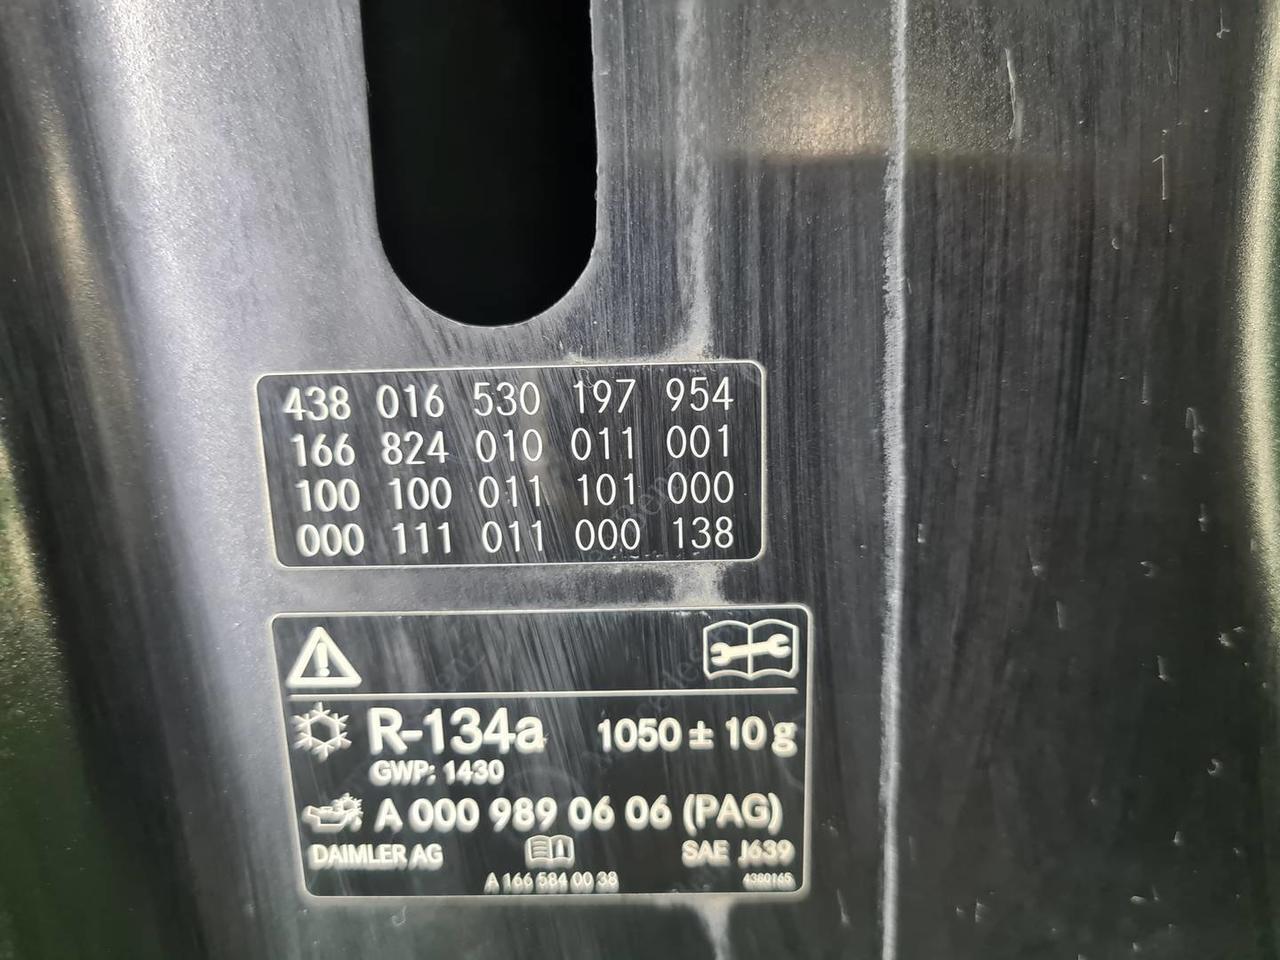 438 016 530 197 954
166 824 010 011 001
100 100 011 101 000
000 111 011 000 138
R-134a 1050 ± 10 g
GWP: 1430
A 000 989 06 06 (PAG)
DAIMLER AG SAE J639
A 166 584 00 38 4380165